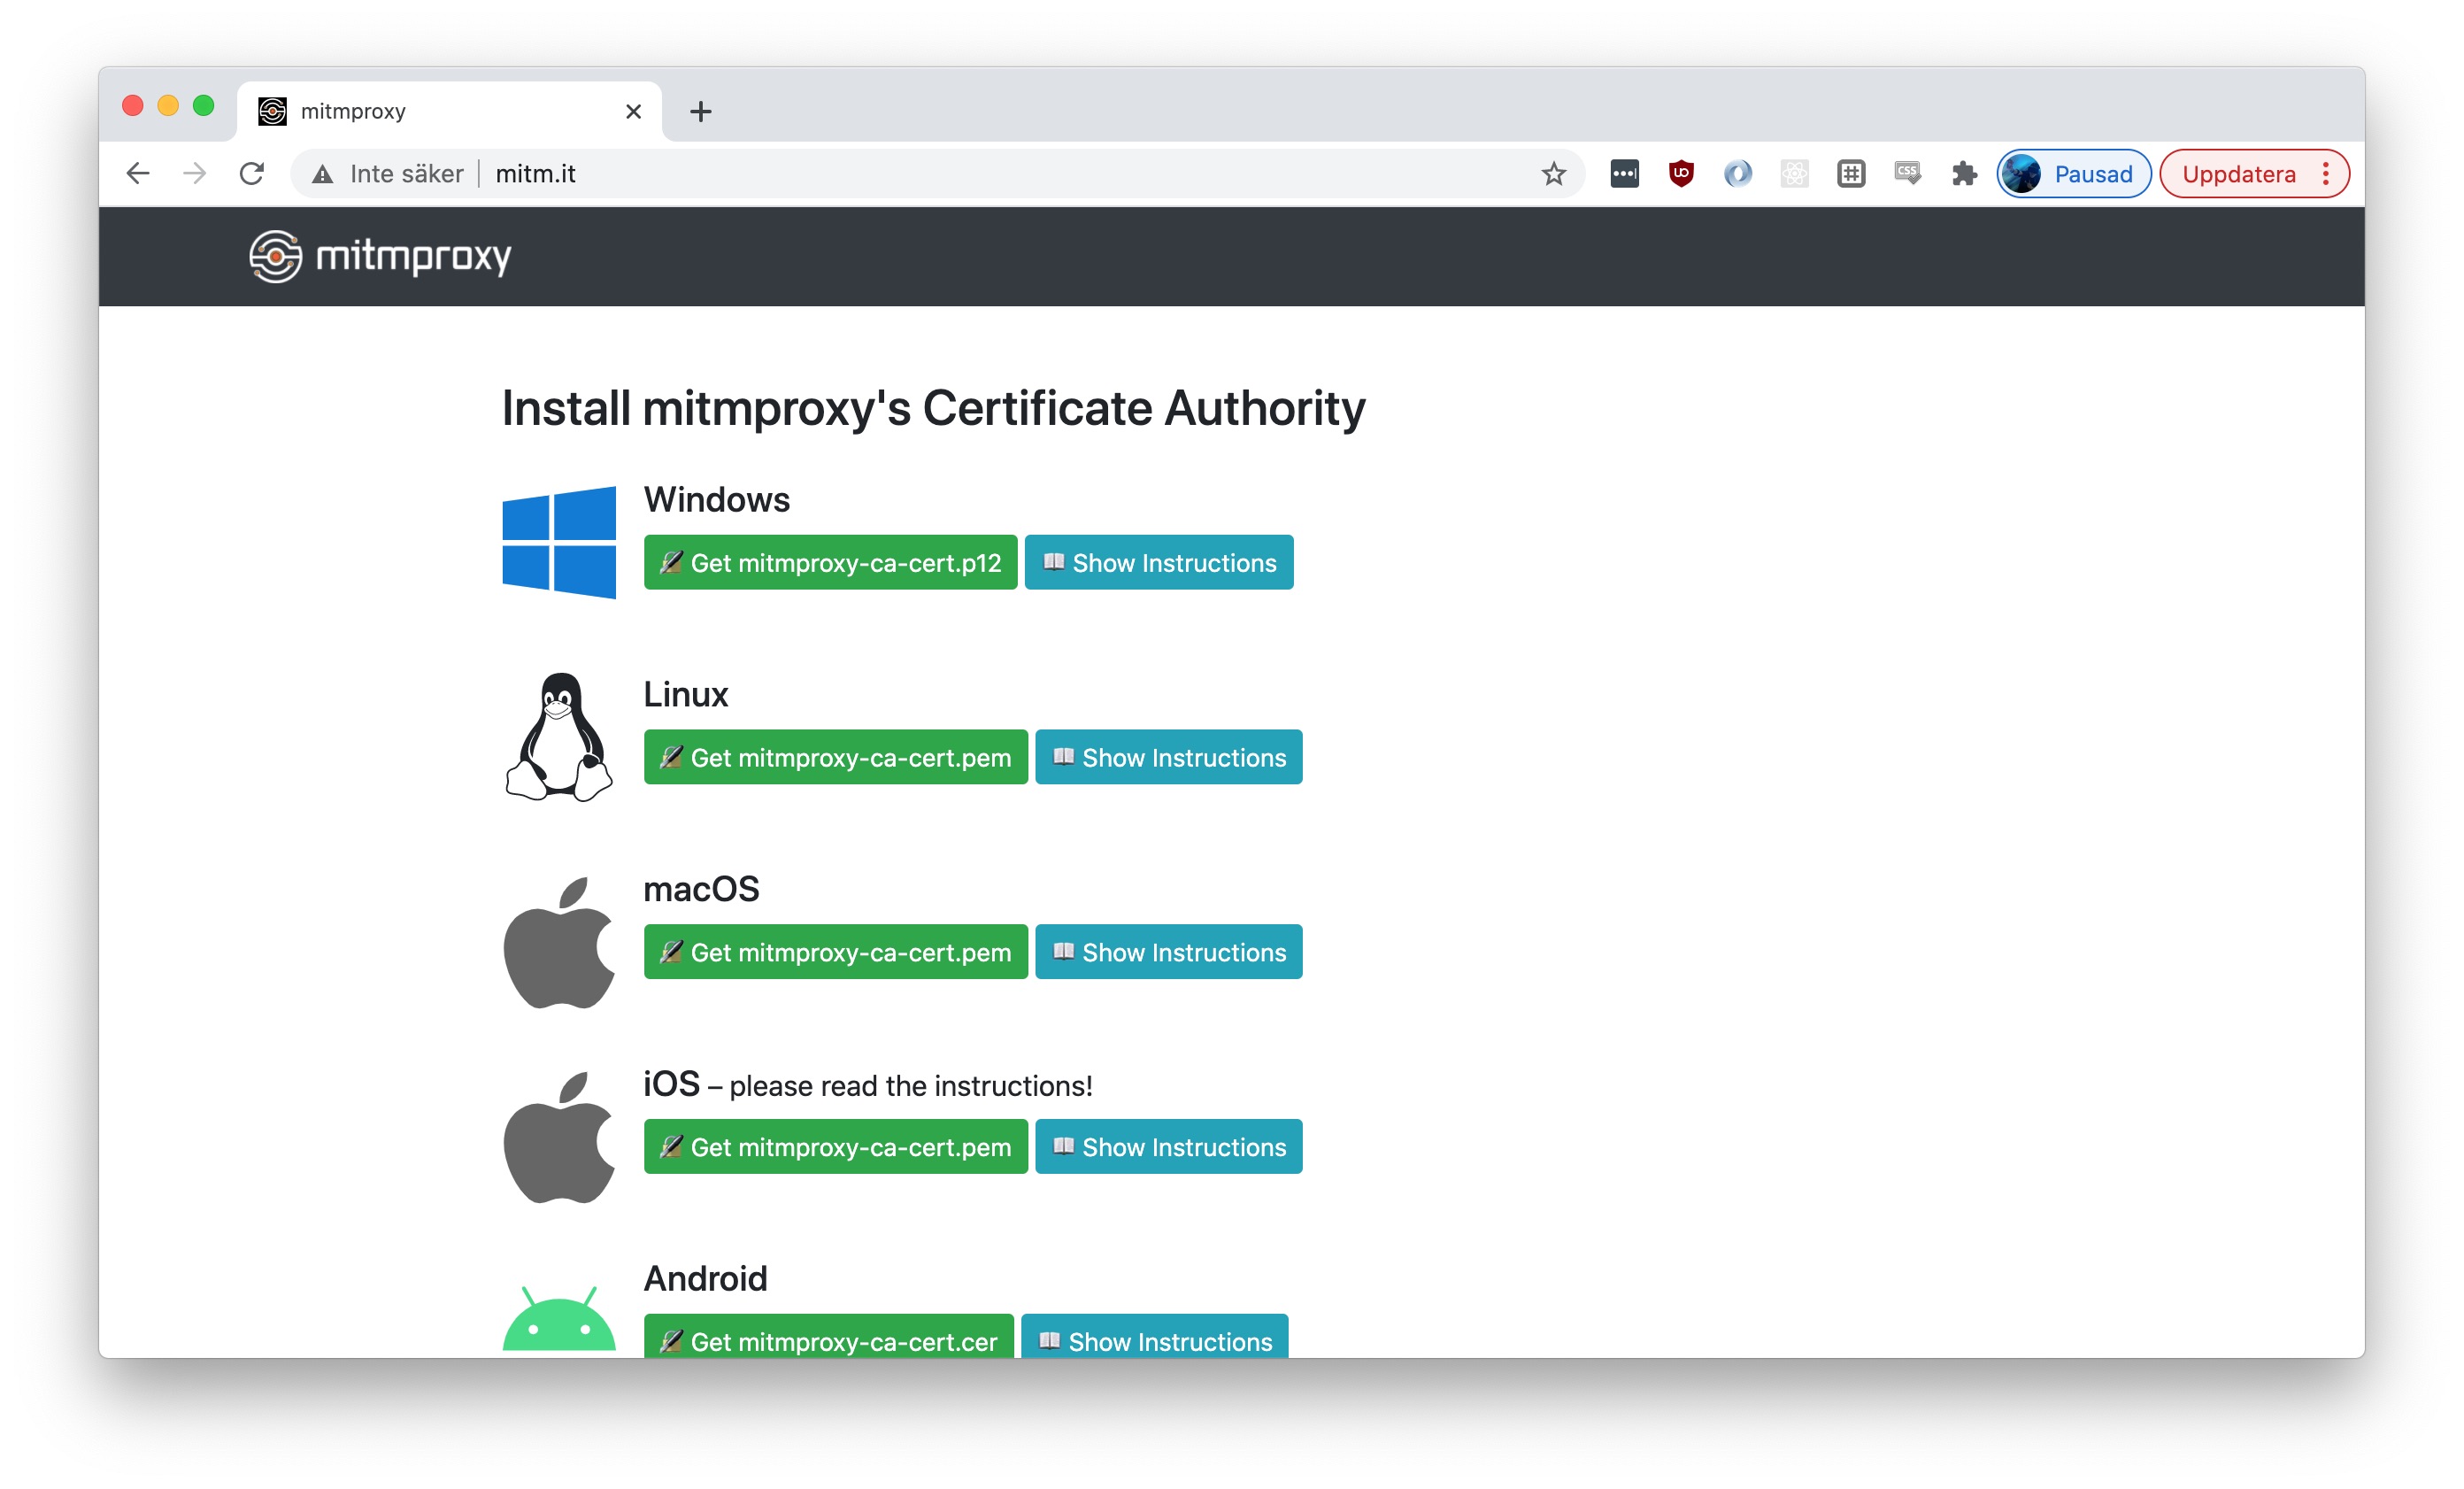 mitmproxy
Inte säker | mitm.it
Pausad
Uppdatera
mitmproxy
Install mitmproxy's Certificate Authority
Windows
Get mitmproxy-ca-cert.p12
Show Instructions
Linux
Get mitmproxy-ca-cert.pem
Show Instructions
macOS
Get mitmproxy-ca-cert.pem
Show Instructions
iOS – please read the instructions!
Get mitmproxy-ca-cert.pem
Show Instructions
Android
Get mitmproxy-ca-cert.cer
Show Instructions